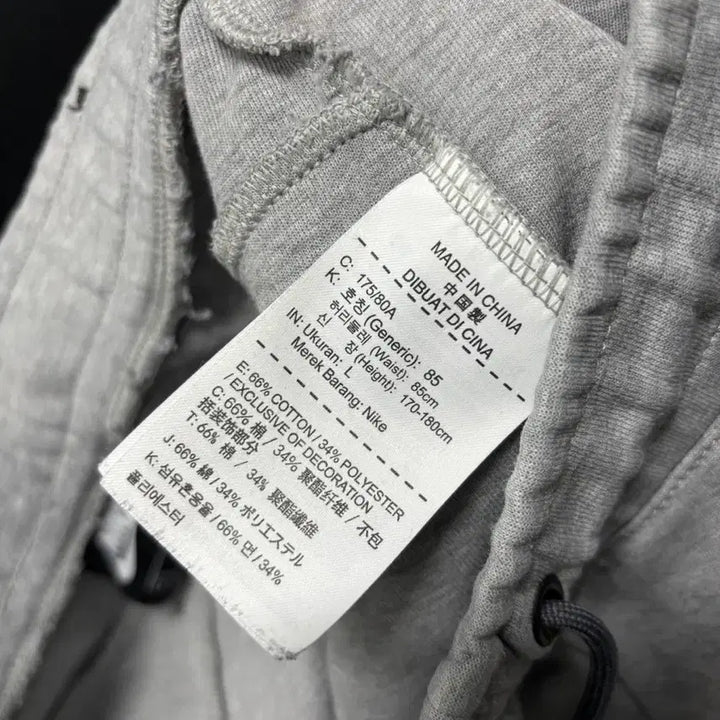 MADE IN CHINA
中国製
DIBUAT DI CINA
C: 175/80A
K: 호칭 (Generic): 85
허리둘레 (Waist): 85cm
신 장 (Height): 170-180cm
IN: Ukuran: L
Merek Barang: Nike
E: 66% COTTON / 34% POLYESTER
/ EXCLUSIVE OF DECORATION
C: 66% 棉 / 34% 聚酯纤维 / 不包
括装饰部分
T: 66% 棉 / 34% 聚酯纖維
J: 66% 綿 / 34% ポリエステル
K: 섬유혼용율 / 66% 면 / 34%
폴리에스터